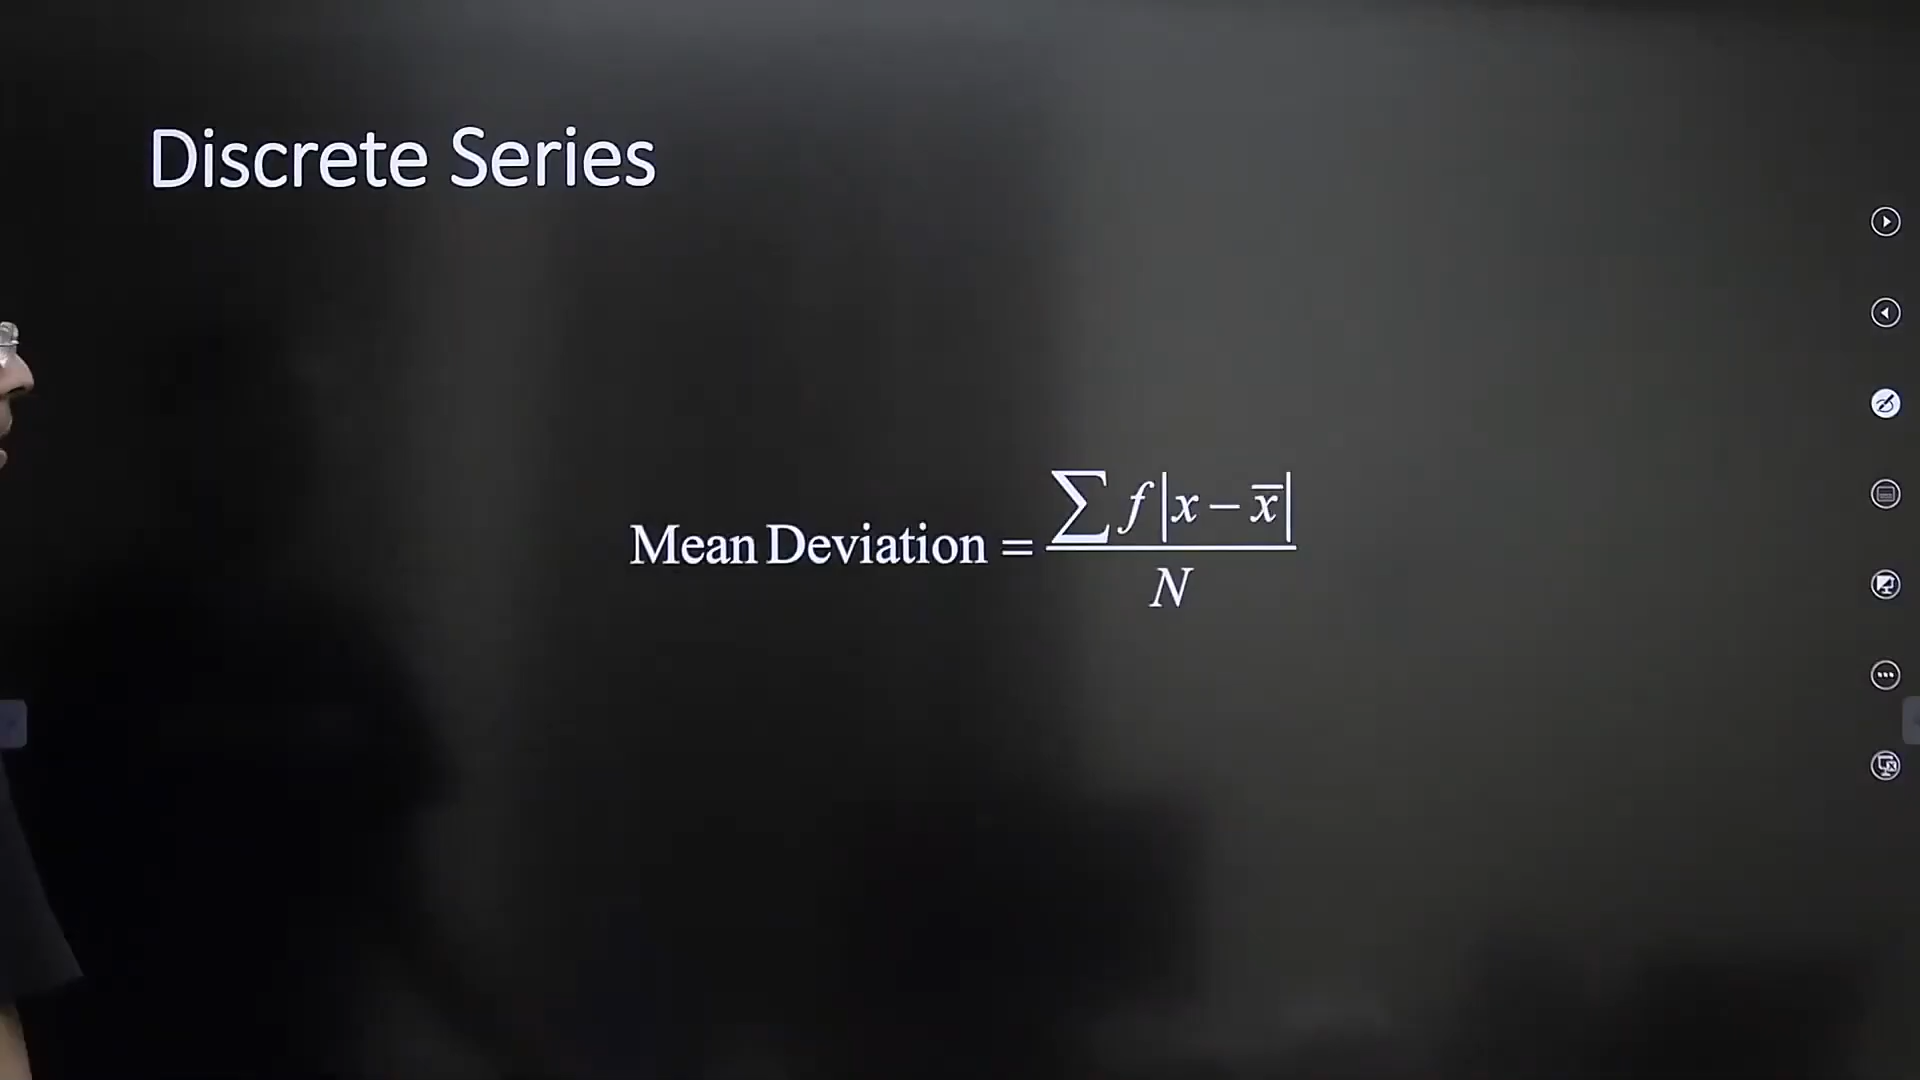 Discrete Series
Mean Deviation = ∑ f |x − x̅| / N